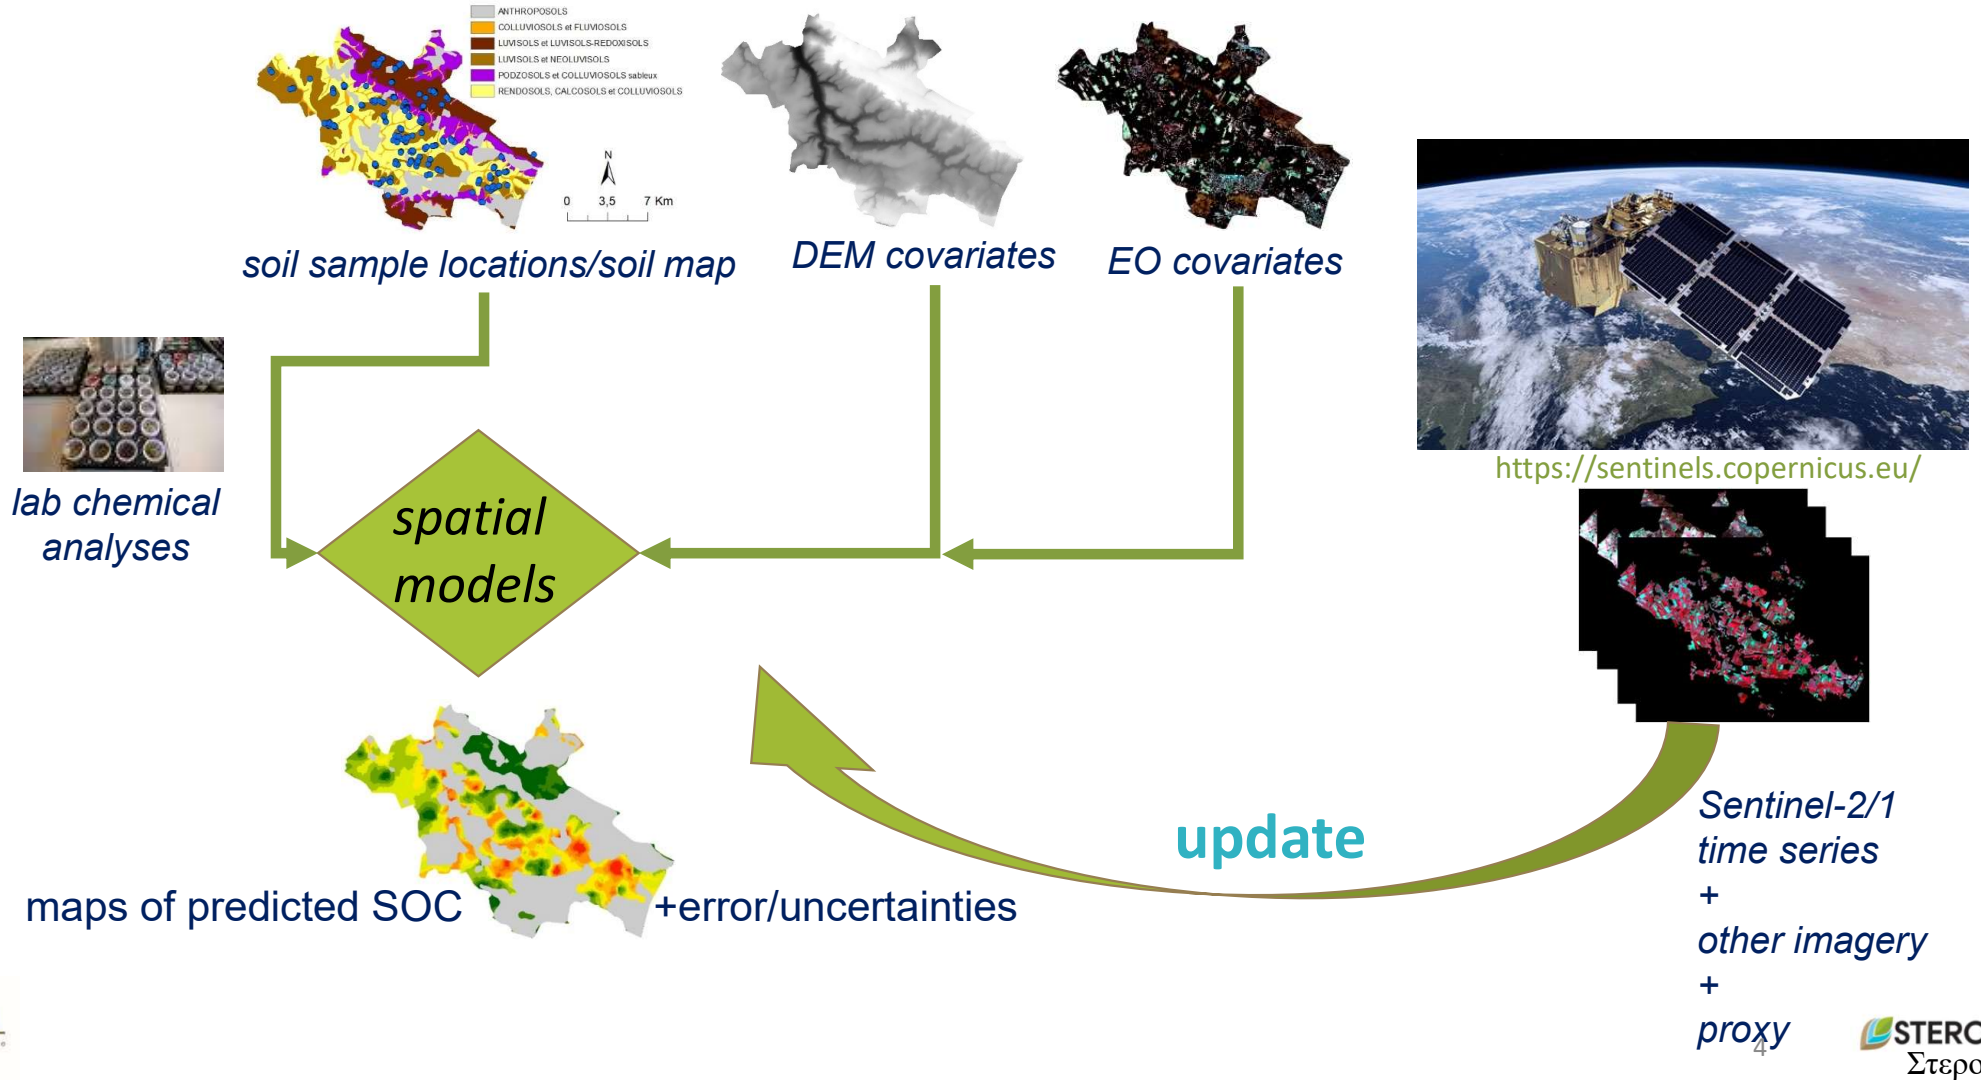 ANTHROPOSOLS
COLLUVIOSOLS et FLUVIOSOLS
LUVISOLS et LUVISOLS-REDOXISOLS
LUVISOLS et NEOLUVISOLS
PODZOSOLS et COLLUVIOSOLS sableux
RENDOSOLS, CALCOSOLS et COLLUVIOSOLS
N
0 3,5 7 Km
soil sample locations/soil map
DEM covariates
EO covariates
https://sentinels.copernicus.eu/
lab chemical
analyses
spatial
models
update
maps of predicted SOC
+error/uncertainties
Sentinel-2/1
time series
+
other imagery
+
proxy
4
STERO
Στερο